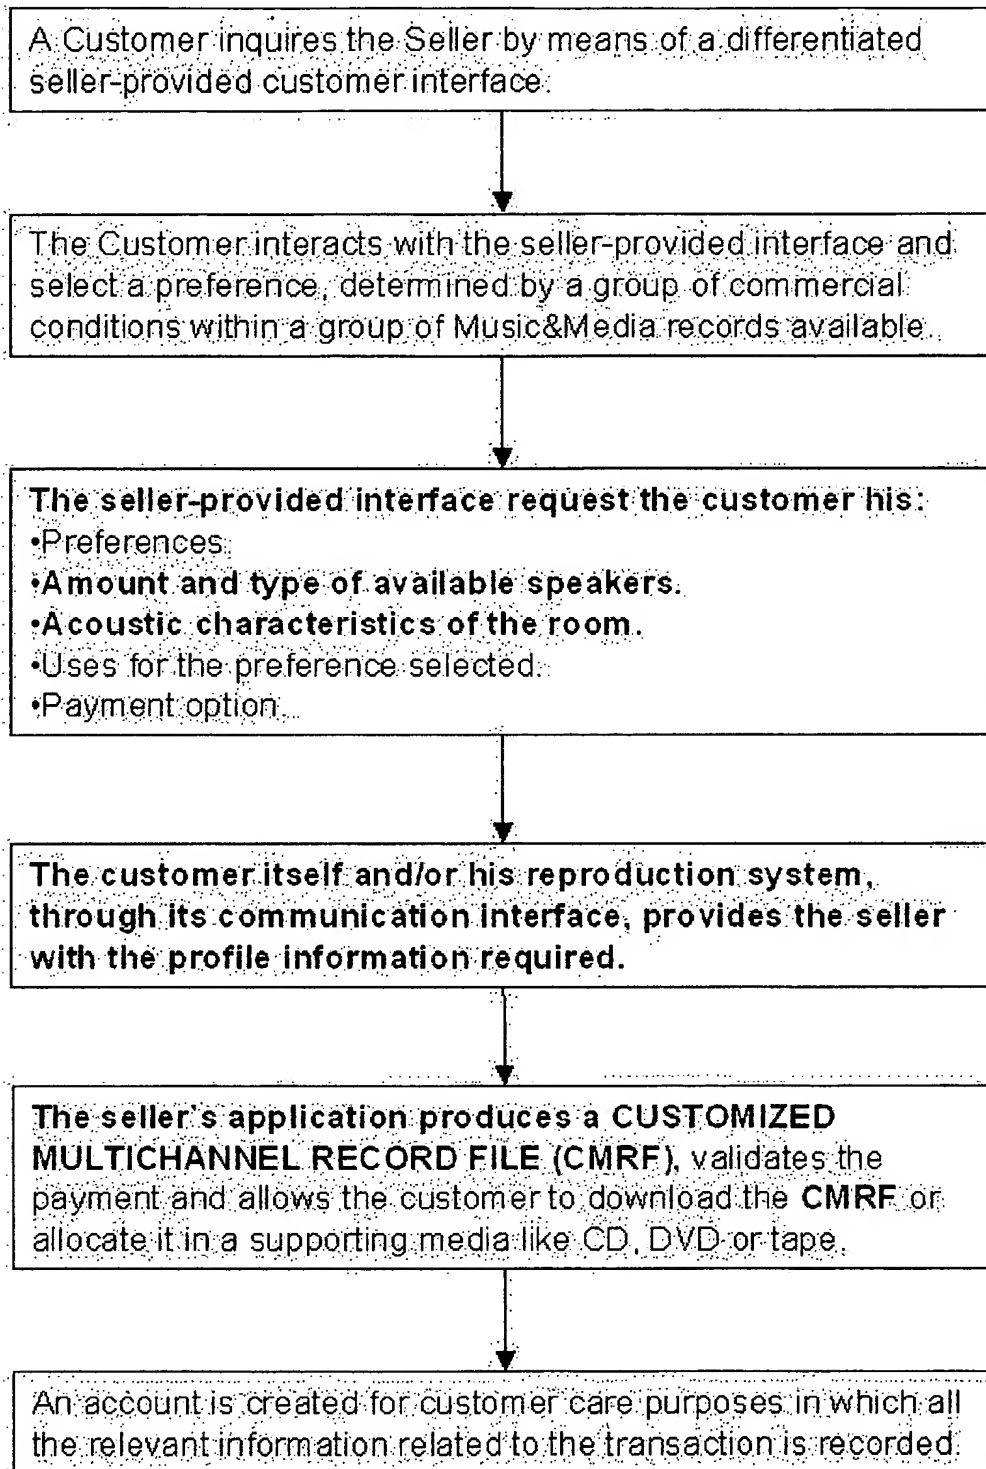 A Customer inquires the Seller by means of a differentiated
seller-provided customer interface.
The Customer interacts with the seller-provided interface and
select a preference, determined by a group of commercial
conditions within a group of Music&Media records available.
The seller-provided interface request the customer his:
•Preferences.
•Amount and type of available speakers.
•Acoustic characteristics of the room.
•Uses for the preference selected.
•Payment option.
The customer itself and/or his reproduction system,
through its communication interface, provides the seller
with the profile information required.
The seller's application produces a CUSTOMIZED
MULTICHANNEL RECORD FILE (CMRF), validates the
payment and allows the customer to download the CMRF or
allocate it in a supporting media like CD, DVD or tape.
An account is created for customer care purposes in which all
the relevant information related to the transaction is recorded.